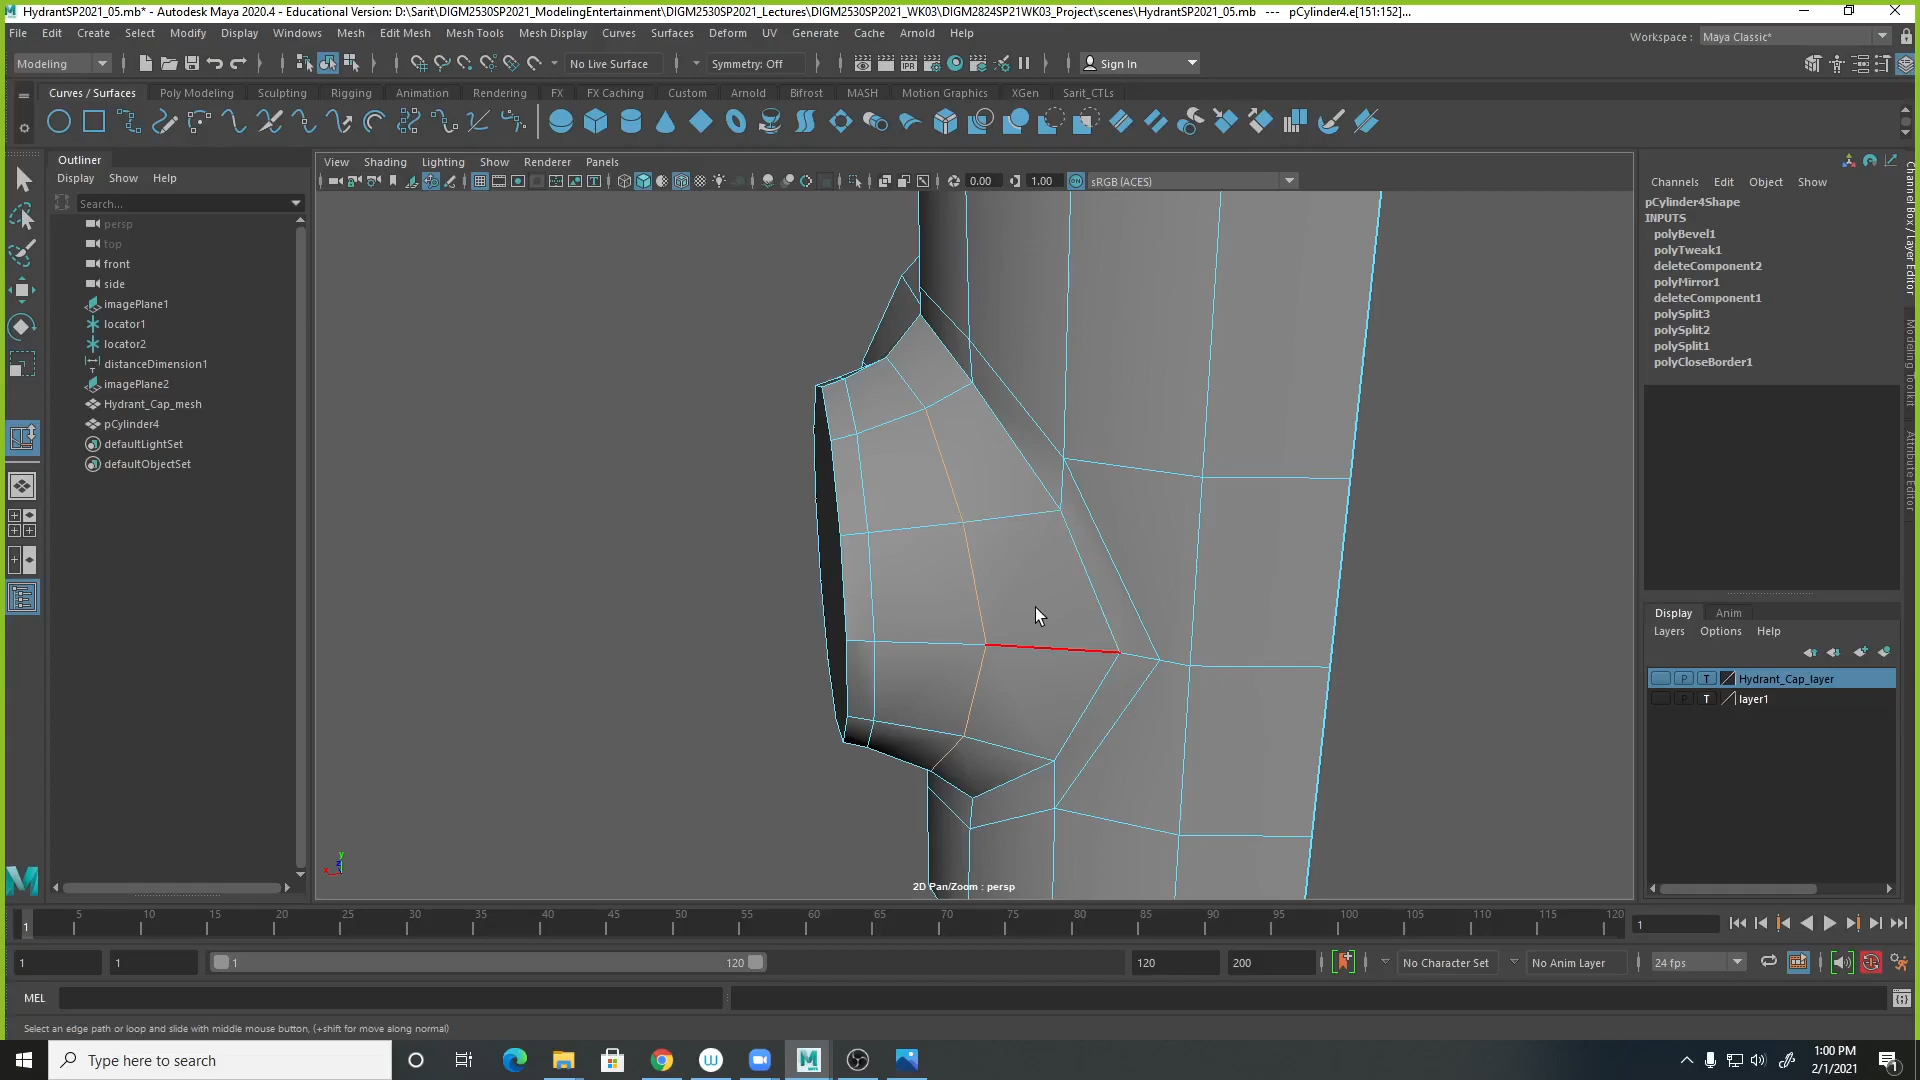 HydrantSP2021_05.mb* - Autodesk Maya 2020.4 - Educational Version: D:\Sarit\DIGM2530SP2021_ModelingEntertainment\DIGM2530SP2021_Lectures\DIGM2530SP2021_WK03\DIGM2824SP21WK03_Project\scenes\HydrantSP2021_05.mb --- pCylinder4.e[151:152]...
File Edit Create Select Modify Display Windows Mesh Edit Mesh Mesh Tools Mesh Display Curves Surfaces Deform UV Generate Cache Arnold Help
Workspace : Maya Classic*
Modeling No Live Surface Symmetry: Off Sign In
Curves / Surfaces Poly Modeling Sculpting Rigging Animation Rendering FX FX Caching Custom Arnold Bifrost MASH Motion Graphics XGen Sarit_CTLs
Outliner
Display Show Help
Search...
persp
top
front
side
imagePlane1
locator1
locator2
distanceDimension1
imagePlane2
Hydrant_Cap_mesh
pCylinder4
defaultLightSet
defaultObjectSet
View Shading Lighting Show Renderer Panels
0.00 1.00 sRGB (ACES)
2D Pan/Zoom : persp
Channels Edit Object Show
pCylinder4Shape
INPUTS
polyBevel1
polyTweak1
deleteComponent2
polyMirror1
deleteComponent1
polySplit3
polySplit2
polySplit1
polyCloseBorder1
Channel Box / Layer Editor
Modeling Toolkit
Attribute Editor
Display Anim
Layers Options Help
P T Hydrant_Cap_layer
P T layer1
1 5 10 15 20 25 30 35 40 45 50 55 60 65 70 75 80 85 90 95 100 105 110 115 120
1
1 1 1 120 120 200 No Character Set No Anim Layer 24 fps
MEL
Select an edge path or loop and slide with middle mouse button, (+shift for move along normal)
Type here to search
1:00 PM
2/1/2021